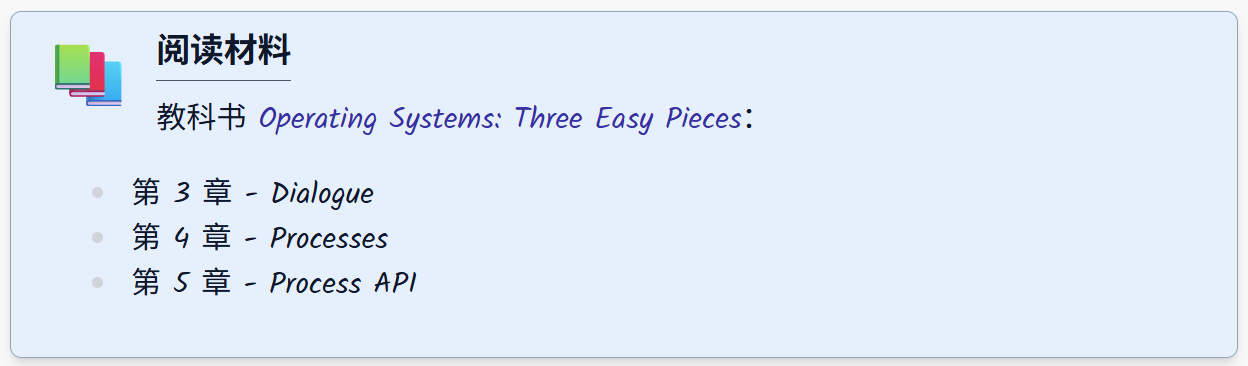 阅读材料
教科书 Operating Systems: Three Easy Pieces：
第 3 章 - Dialogue
第 4 章 - Processes
第 5 章 - Process API